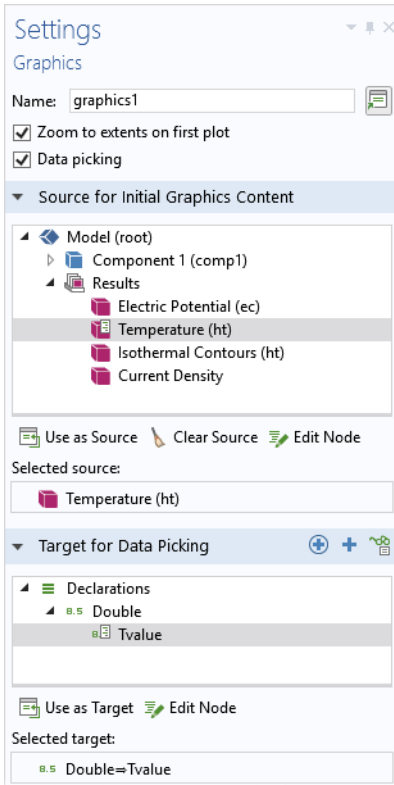 Settings
Graphics
Name: graphics1
Zoom to extents on first plot
Data picking
Source for Initial Graphics Content
Model (root)
Component 1 (comp1)
Results
Electric Potential (ec)
Temperature (ht)
Isothermal Contours (ht)
Current Density
Use as Source Clear Source Edit Node
Selected source:
Temperature (ht)
Target for Data Picking
Declarations
8.5 Double
Tvalue
Use as Target Edit Node
Selected target:
8.5 Double⇒Tvalue